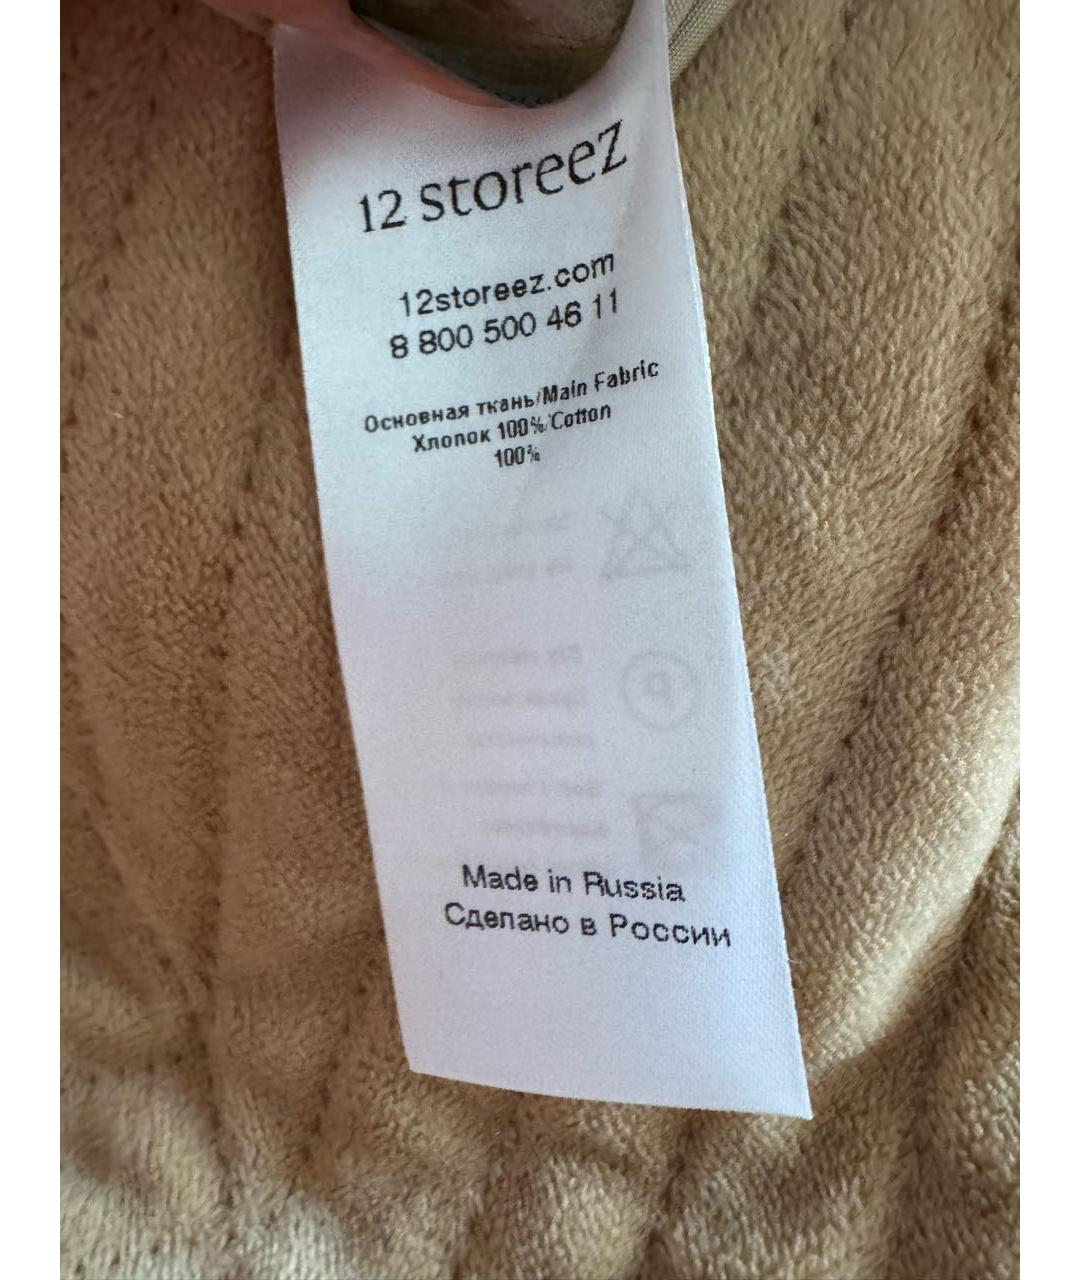 12 storeez
12storeez.com
8 800 500 46 11
Основная ткань/Main Fabric
Хлопок 100%/Cotton
100%
Made in Russia
Сделано в России